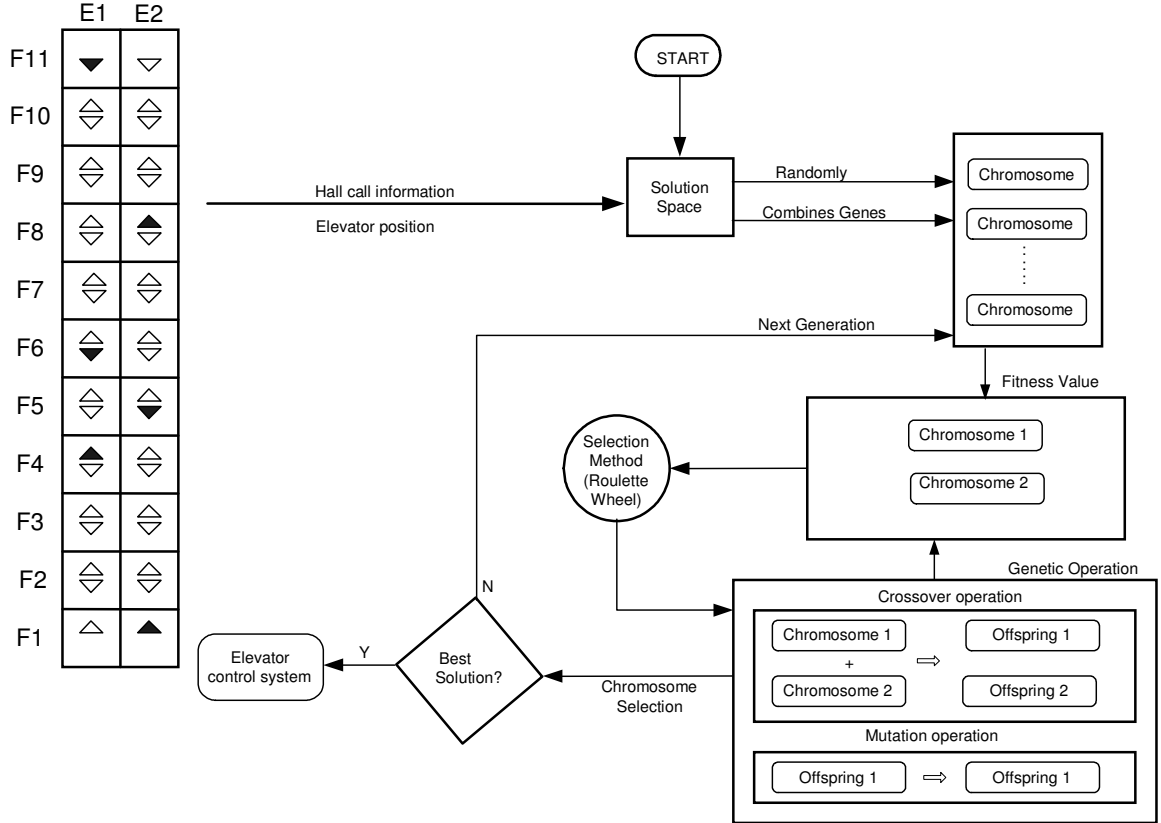 E1 E2
F11
F10
F9
F8
F7
F6
F5
F4
F3
F2
F1
START
Hall call information
Elevator position
Solution
Space
Randomly
Combines Genes
Chromosome
Chromosome
Chromosome
Next Generation
Fitness Value
Chromosome 1
Chromosome 2
Selection
Method
(Roulette
Wheel)
Genetic Operation
Crossover operation
Chromosome 1
+
Chromosome 2
Offspring 1
Offspring 2
Mutation operation
Offspring 1
Offspring 1
Chromosome
Selection
N
Best
Solution?
Y
Elevator
control system